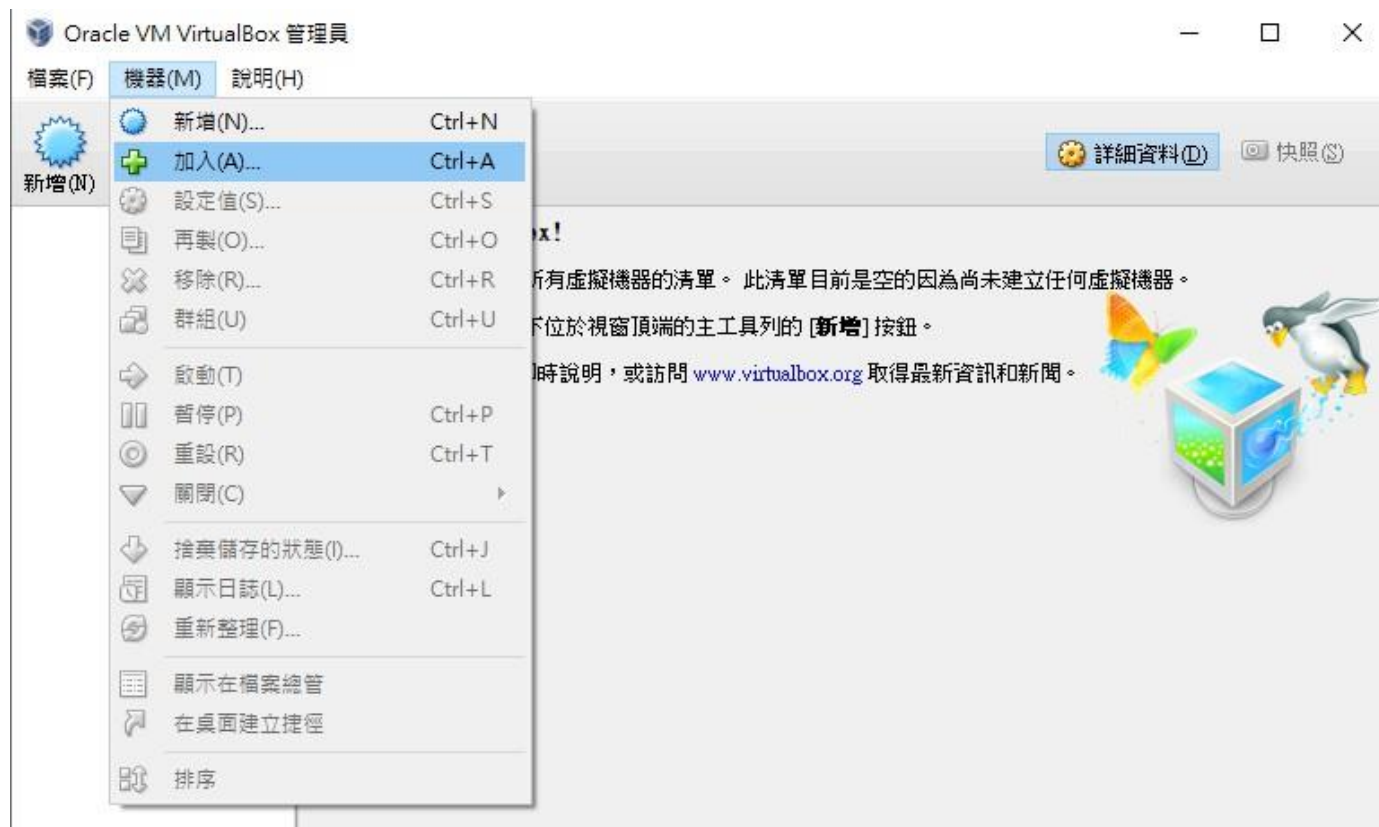 Oracle VM VirtualBox 管理員
檔案(F) 機器(M) 說明(H)
新增(N)
詳細資料(D) 快照(S)
新增(N)... Ctrl+N
加入(A)... Ctrl+A
設定值(S)... Ctrl+S
再製(O)... Ctrl+O
移除(R)... Ctrl+R
群組(U) Ctrl+U
啟動(T)
暫停(P) Ctrl+P
重設(R) Ctrl+T
關閉(C)
捨棄儲存的狀態(I)... Ctrl+J
顯示日誌(L)... Ctrl+L
重新整理(F)...
顯示在檔案總管
在桌面建立捷徑
排序
x!
所有虛擬機器的清單。 此清單目前是空的因為尚未建立任何虛擬機器。
下位於視窗頂端的主工具列的 [新增] 按鈕。
時說明，或訪問 www.virtualbox.org 取得最新資訊和新聞。